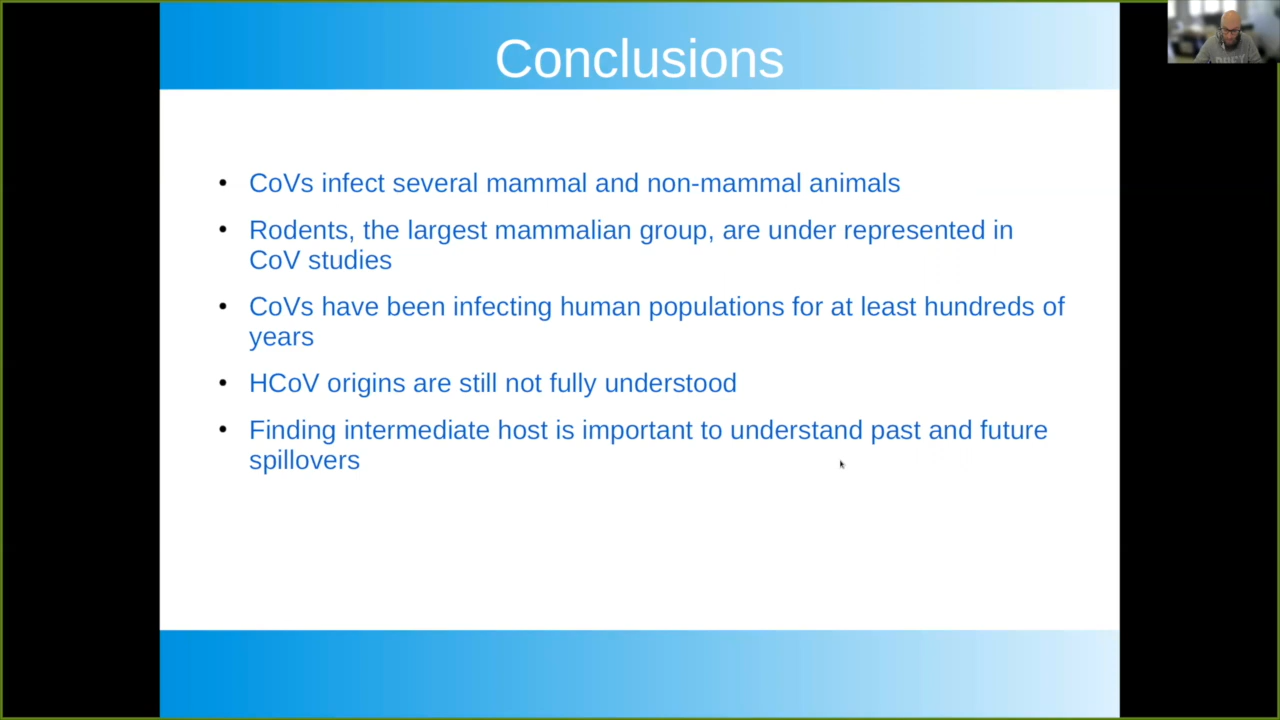 Conclusions
• CoVs infect several mammal and non-mammal animals
• Rodents, the largest mammalian group, are under represented in
CoV studies
• CoVs have been infecting human populations for at least hundreds of
years
• HCoV origins are still not fully understood
• Finding intermediate host is important to understand past and future
spillovers